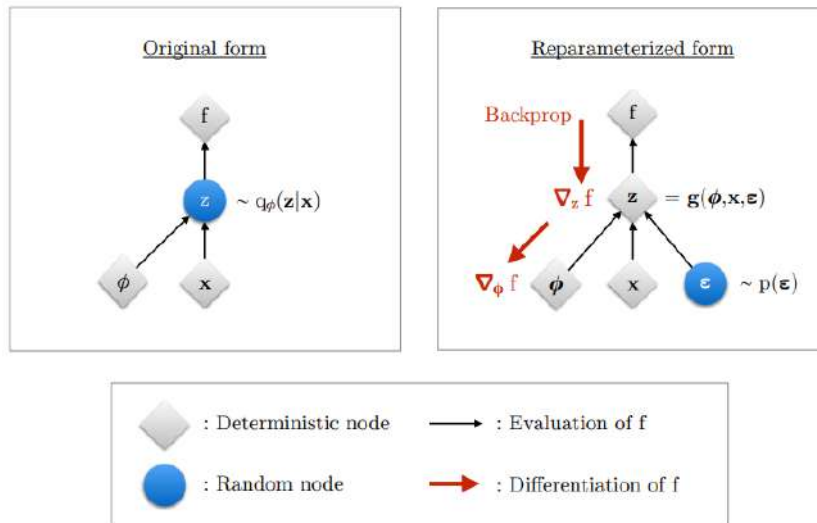 Original form
f
z ~ qϕ(z|x)
ϕ x
Reparameterized form
Backprop f
∇z f z = g(ϕ,x,ε)
∇ϕ f ϕ x ε ~ p(ε)
: Deterministic node
: Evaluation of f
: Random node
: Differentiation of f